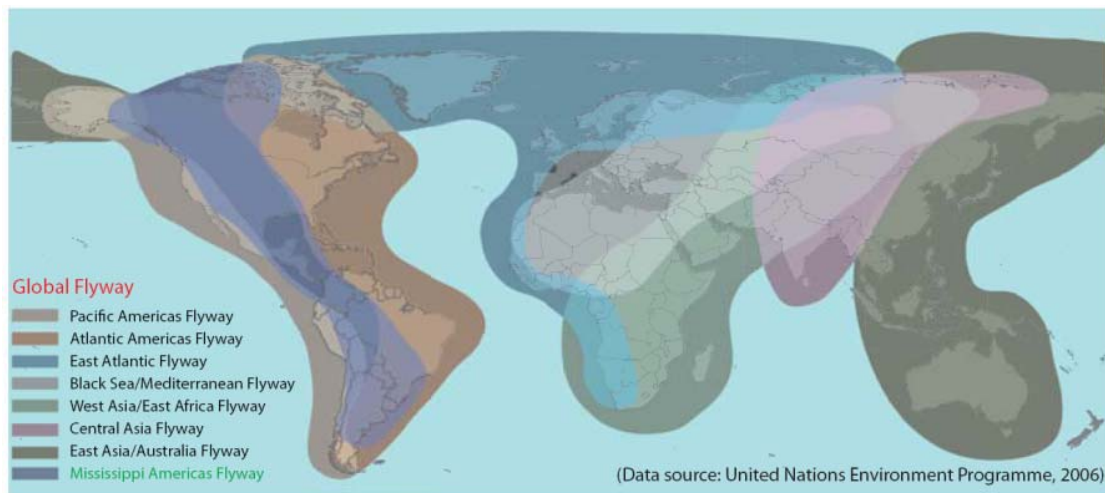 Global Flyway
Pacific Americas Flyway
Atlantic Americas Flyway
East Atlantic Flyway
Black Sea/Mediterranean Flyway
West Asia/East Africa Flyway
Central Asia Flyway
East Asia/Australia Flyway
Mississippi Americas Flyway
(Data source: United Nations Environment Programme, 2006)